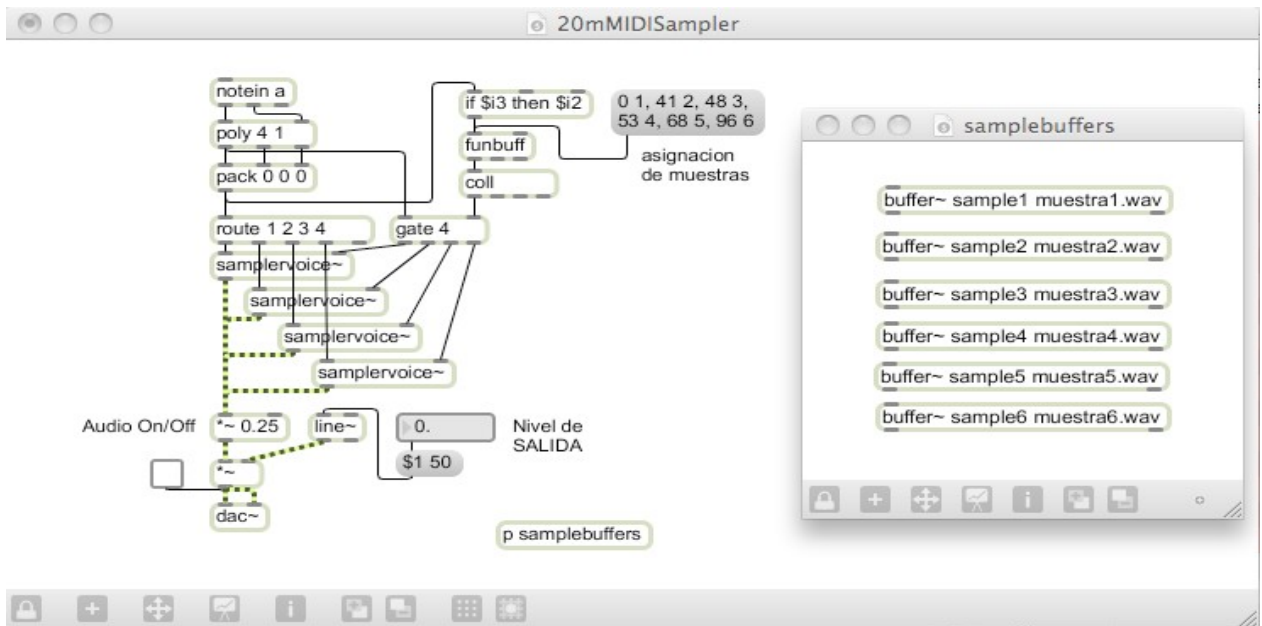 20mMIDISampler
notein a
poly 4 1
pack 0 0 0
if $i3 then $i2
0 1, 41 2, 48 3,
53 4, 68 5, 96 6
funbuff
asignacion
de muestras
coll
route 1 2 3 4
gate 4
samplervoice~
samplervoice~
samplervoice~
samplervoice~
Audio On/Off
*~ 0.25
line~
0.
Nivel de
SALIDA
$1 50
*~
dac~
p samplebuffers
samplebuffers
buffer~ sample1 muestra1.wav
buffer~ sample2 muestra2.wav
buffer~ sample3 muestra3.wav
buffer~ sample4 muestra4.wav
buffer~ sample5 muestra5.wav
buffer~ sample6 muestra6.wav